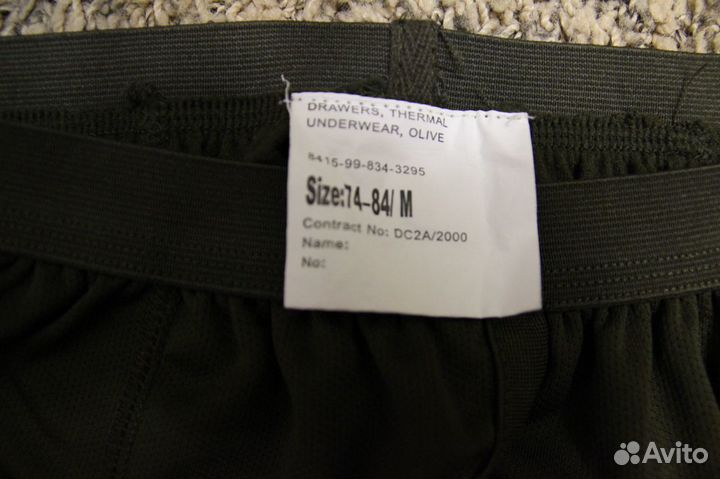 DRAWERS, THERMAL
UNDERWEAR, OLIVE
8415-99-834-3295
Size:74-84/ M
Contract No: DC2A/2000
Name:
No:
Avito